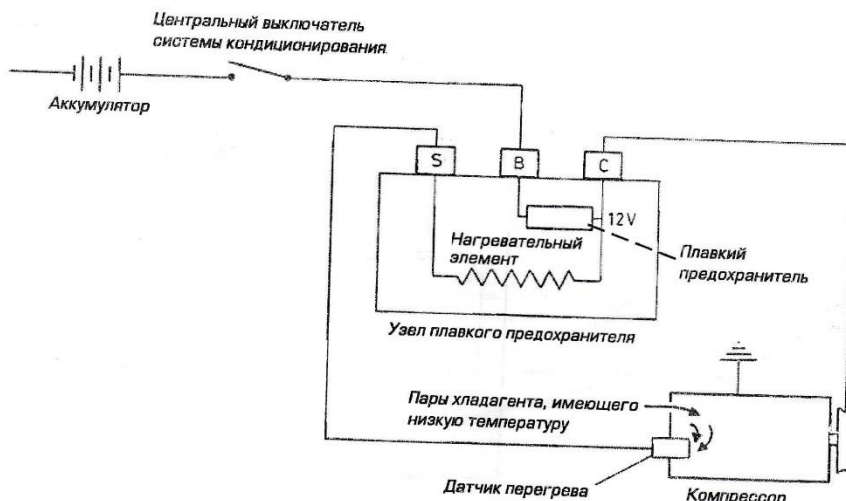 Центральный выключатель
системы кондиционирования
Аккумулятор
S
B
C
12V
Нагревательный
элемент
Плавкий
предохранитель
Узел плавкого предохранителя
Пары хладагента, имеющего
низкую температуру
Датчик перегрева
Компрессор